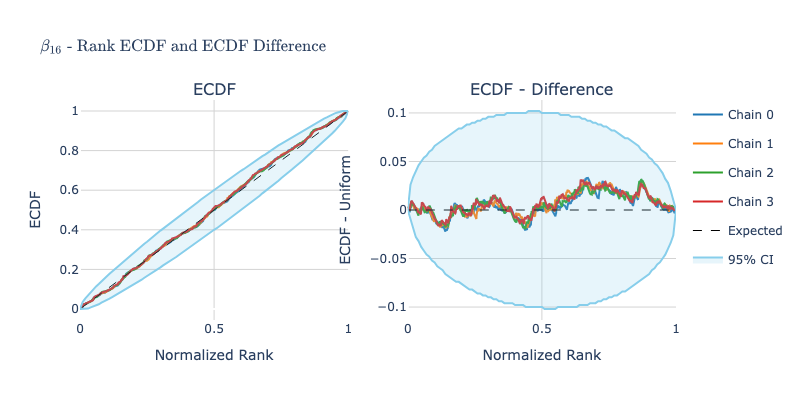 β16 - Rank ECDF and ECDF Difference
ECDF
ECDF - Difference
1
0.8
0.6
0.4
0.2
0
0
0.5
1
ECDF
Normalized Rank
0.1
0.05
0
−0.05
−0.1
0
0.5
1
ECDF - Uniform
Normalized Rank
Chain 0
Chain 1
Chain 2
Chain 3
Expected
95% CI